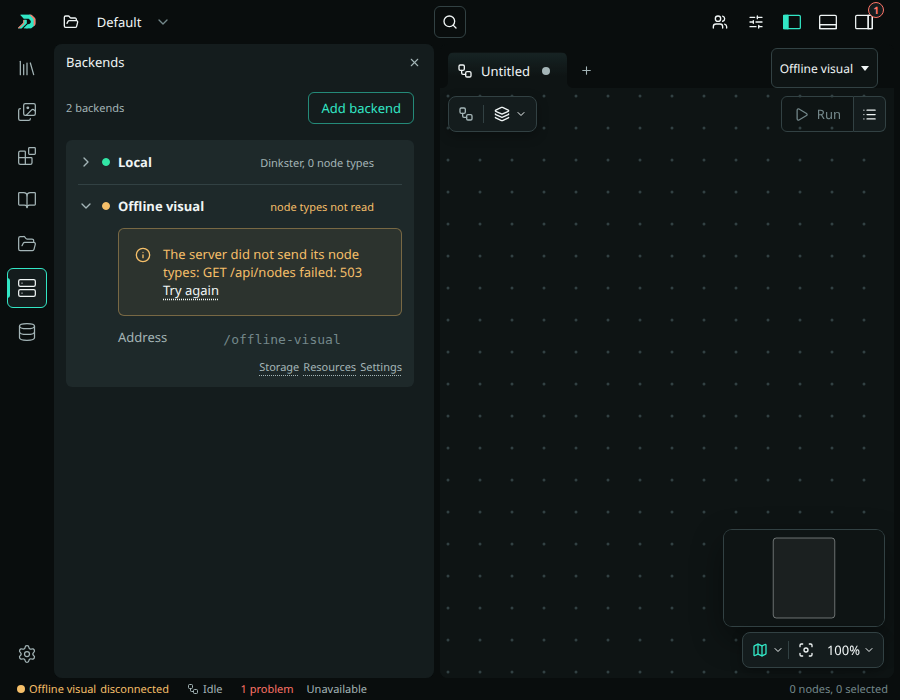 Default
1
Backends
2 backends
Add backend
Local
Dinkster, 0 node types
Offline visual
node types not read
The server did not send its node
types: GET /api/nodes failed: 503
Try again
Address
/offline-visual
Storage Resources Settings
Untitled
Offline visual
Run
100%
Offline visual disconnected
Idle
1 problem
Unavailable
0 nodes, 0 selected